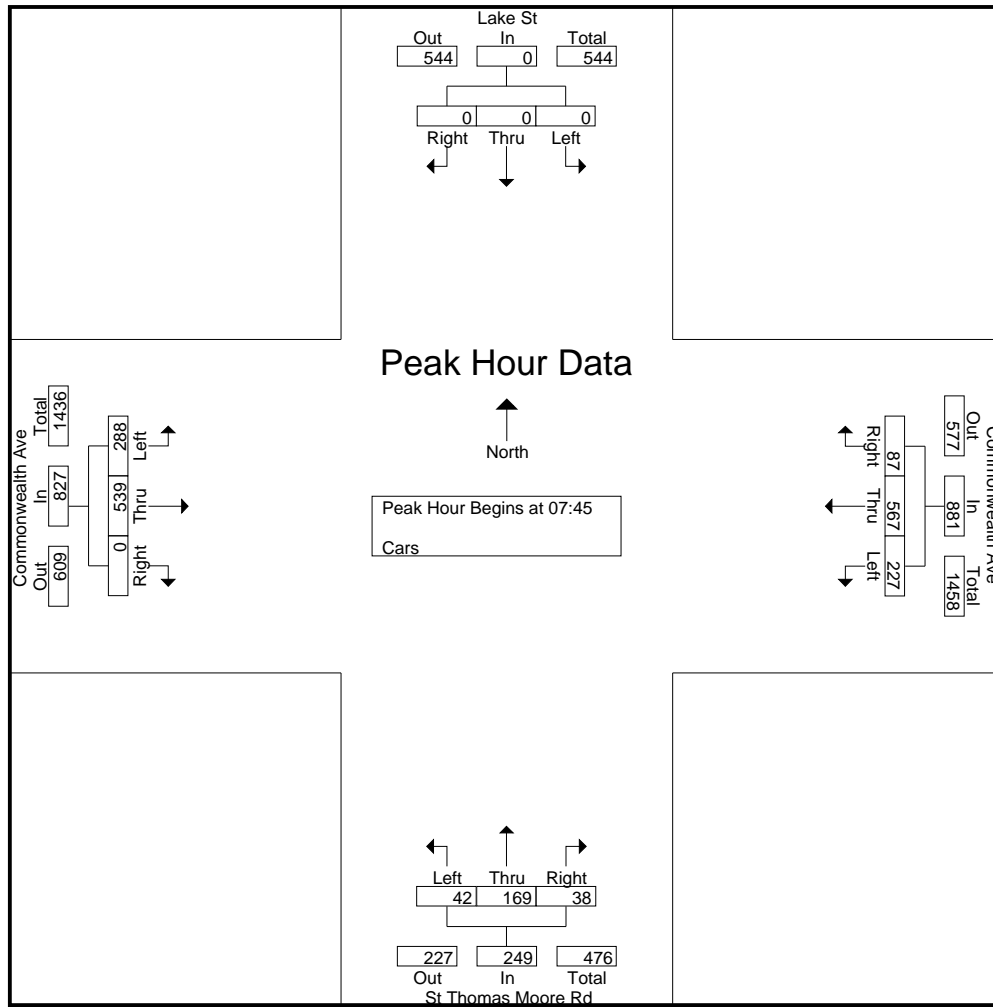 Lake St
Out In Total
544 0 544
0 0 0
Right Thru Left
Peak Hour Data
North
Peak Hour Begins at 07:45
Cars
Commonwealth Ave
Total In Out
1436 827 609
288 539 0
Left Thru Right
Commonwealth Ave
Out In Total
577 881 1458
Right Thru Left
87 567 227
Left Thru Right
42 169 38
227 249 476
Out In Total
St Thomas Moore Rd